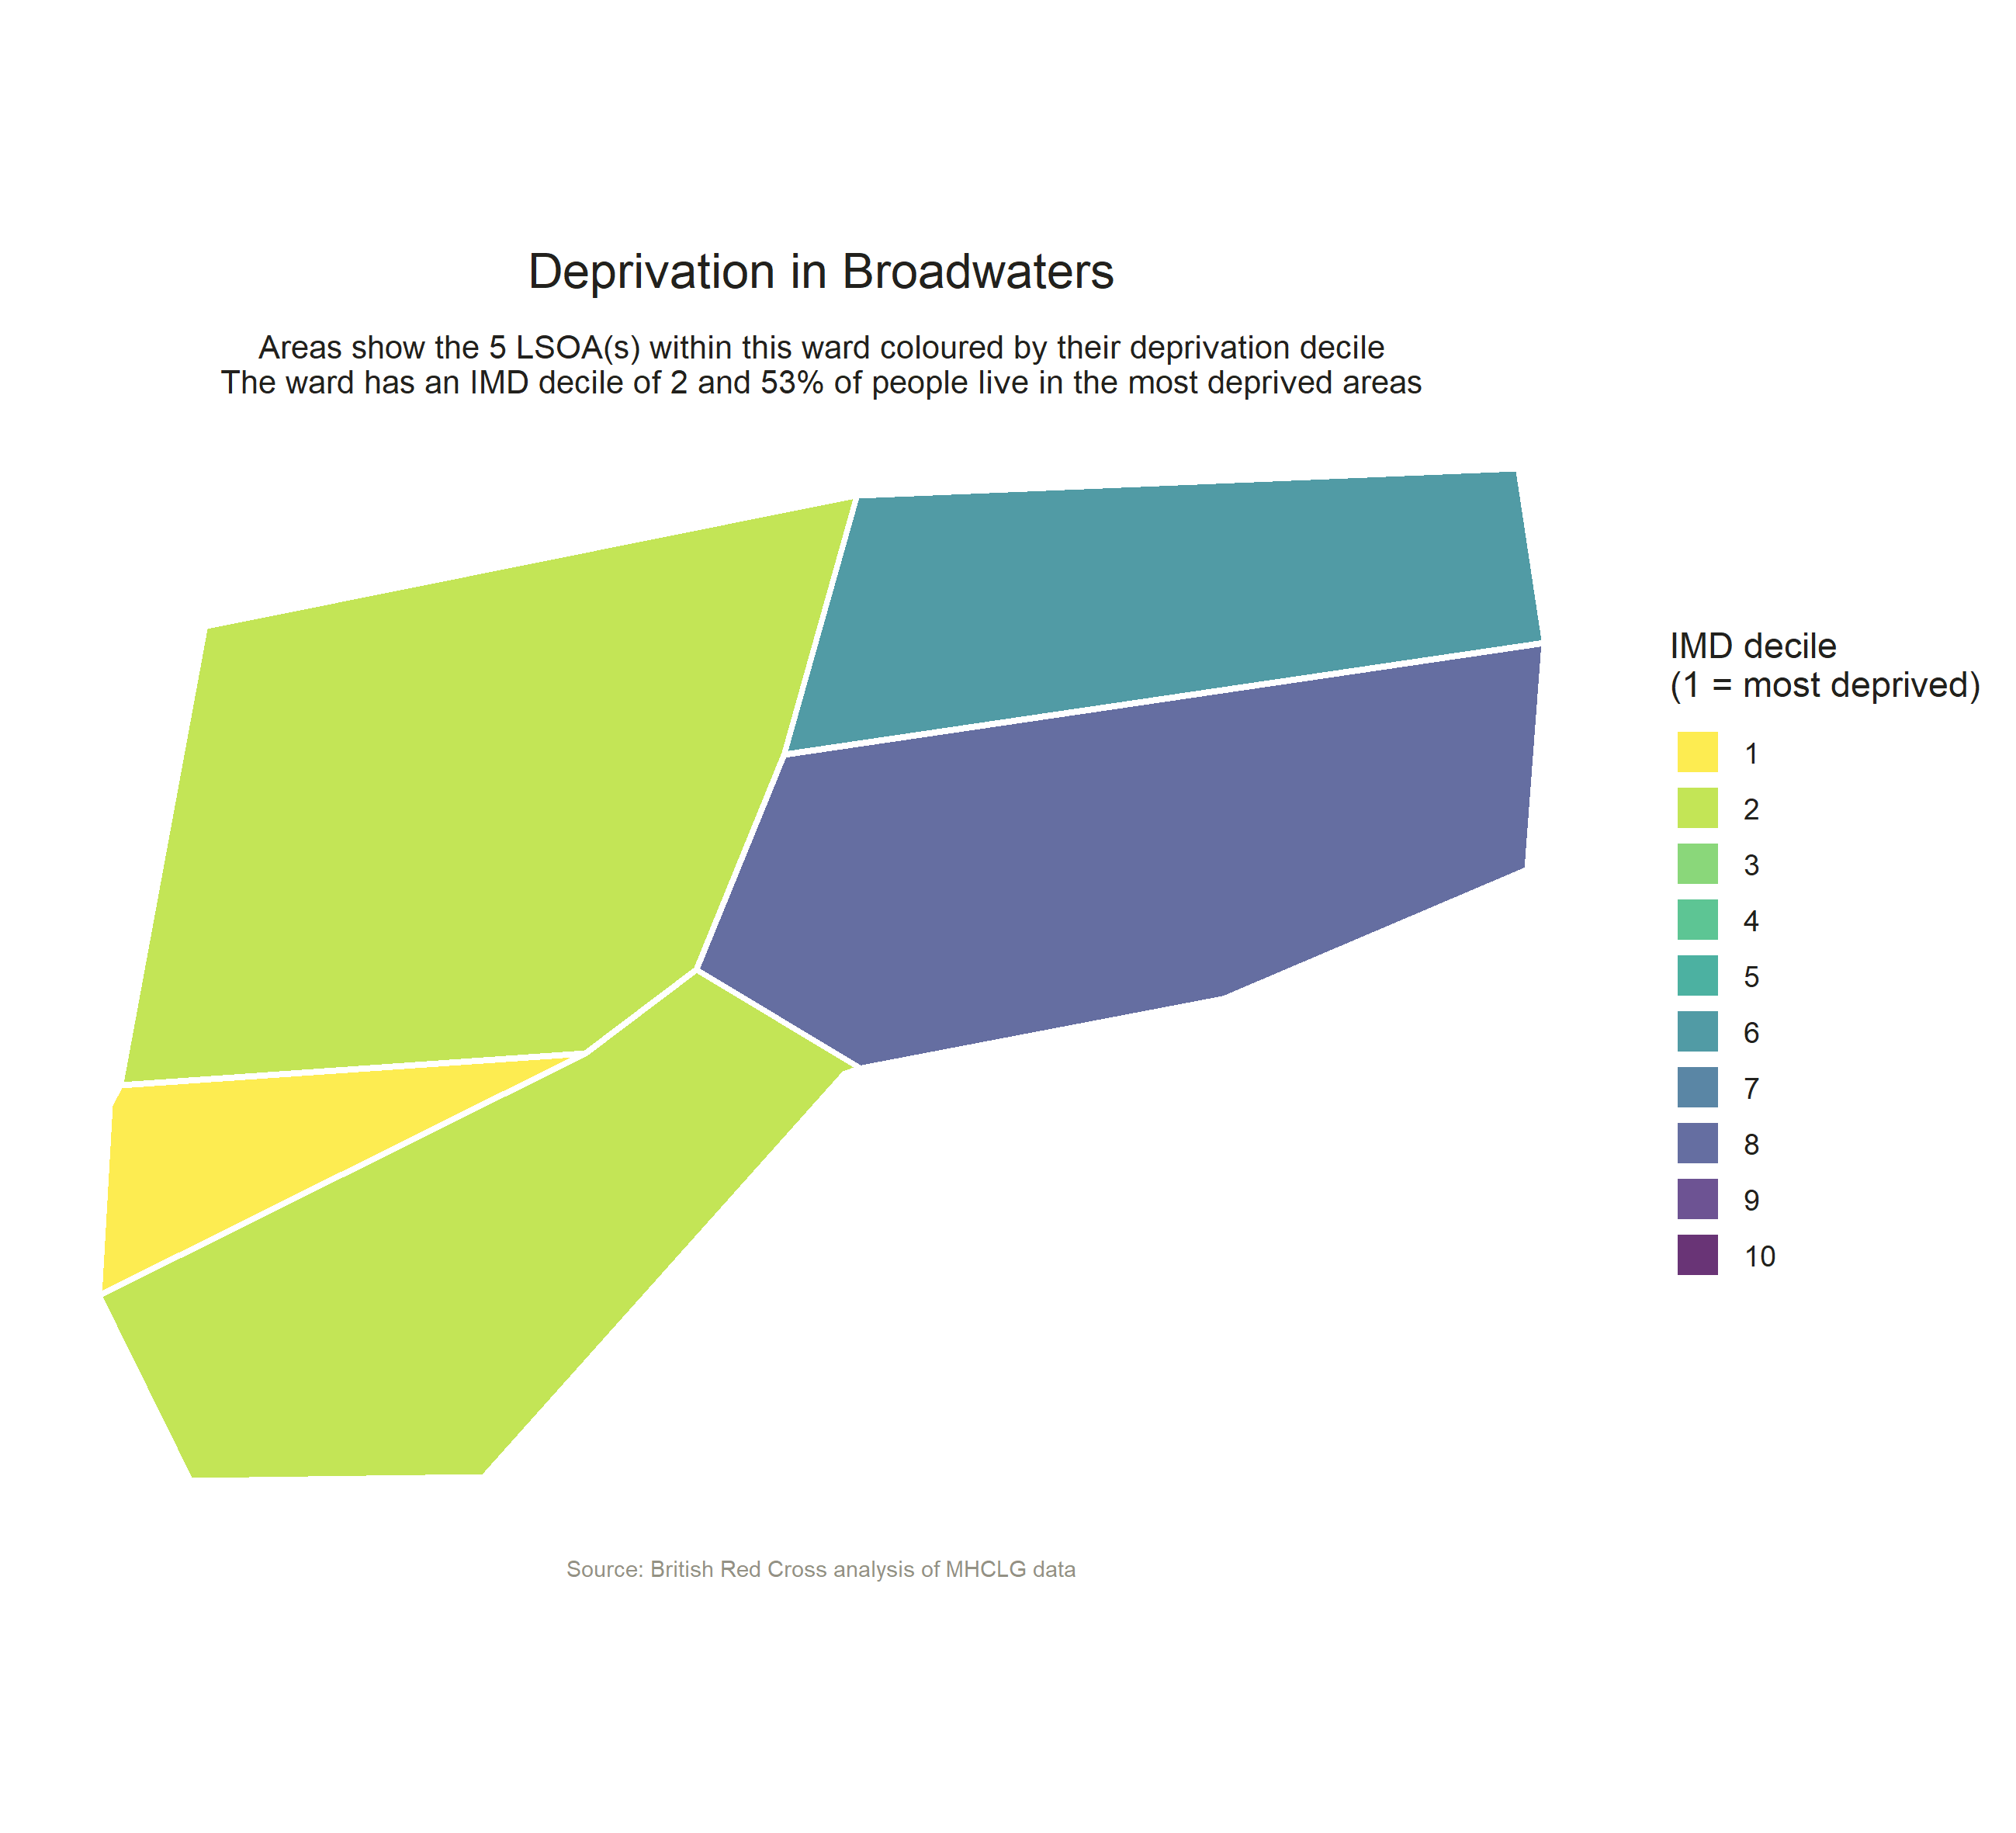 Deprivation in Broadwaters
Areas show the 5 LSOA(s) within this ward coloured by their deprivation decile
The ward has an IMD decile of 2 and 53% of people live in the most deprived areas
IMD decile
(1 = most deprived)
1
2
3
4
5
6
7
8
9
10
Source: British Red Cross analysis of MHCLG data